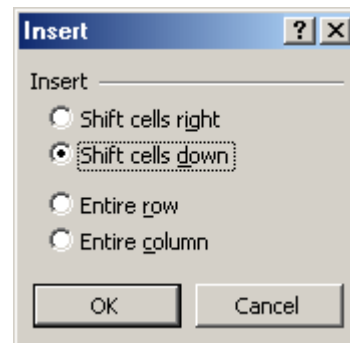 Insert
Insert
Shift cells right
Shift cells down
Entire row
Entire column
OK Cancel